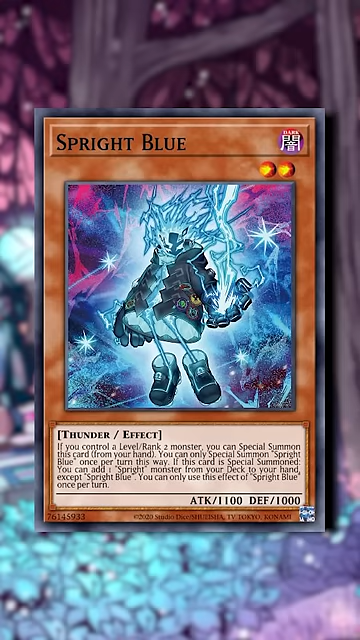 Spright Blue
DARK
闇
[Thunder / Effect]
If you control a Level/Rank 2 monster, you can Special Summon
this card (from your hand). You can only Special Summon "Spright
Blue" once per turn this way. If this card is Special Summoned:
You can add 1 "Spright" monster from your Deck to your hand,
except "Spright Blue". You can only use this effect of "Spright Blue"
once per turn.
ATK/1100 DEF/1000
76145933
©2020 Studio Dice/SHUEISHA, TV TOKYO, KONAMI